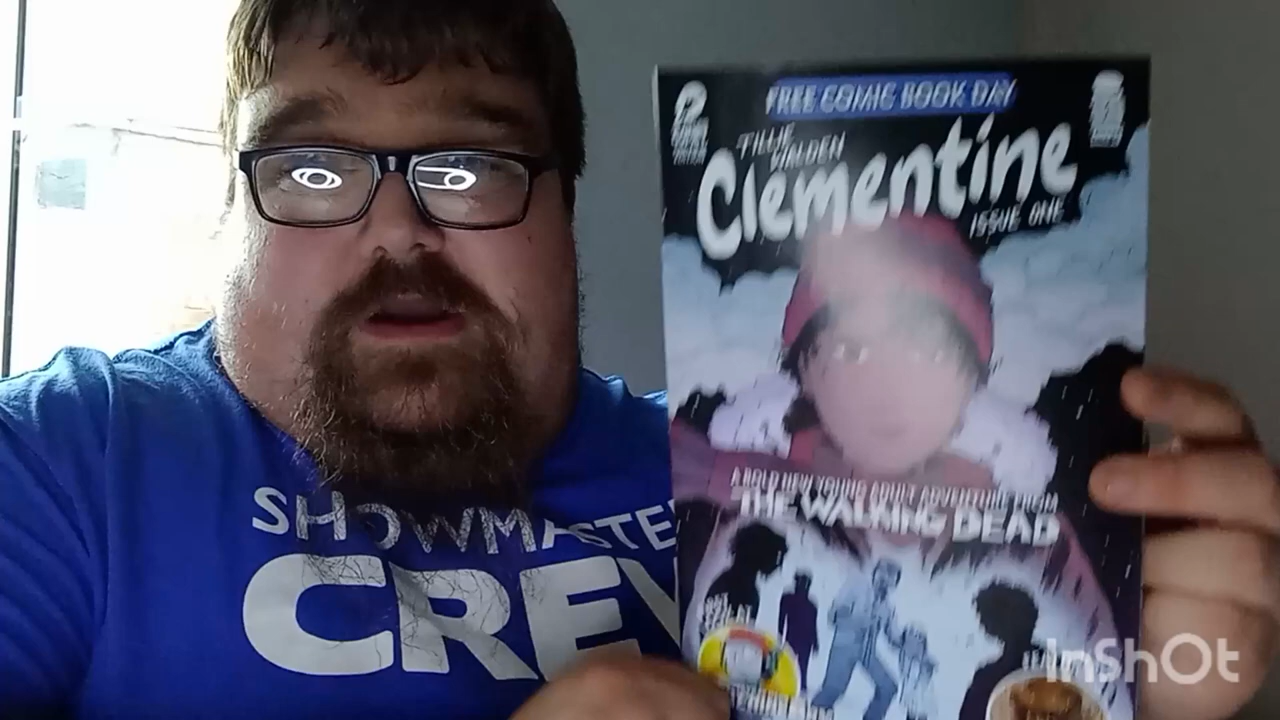 FREE COMIC BOOK DAY
TILLIE
WALDEN
Clementine
ISSUE ONE
A BOLD NEW YOUNG ADULT ADVENTURE FROM
THE WALKING DEAD
SHOWMASTE
CREW
InShOt